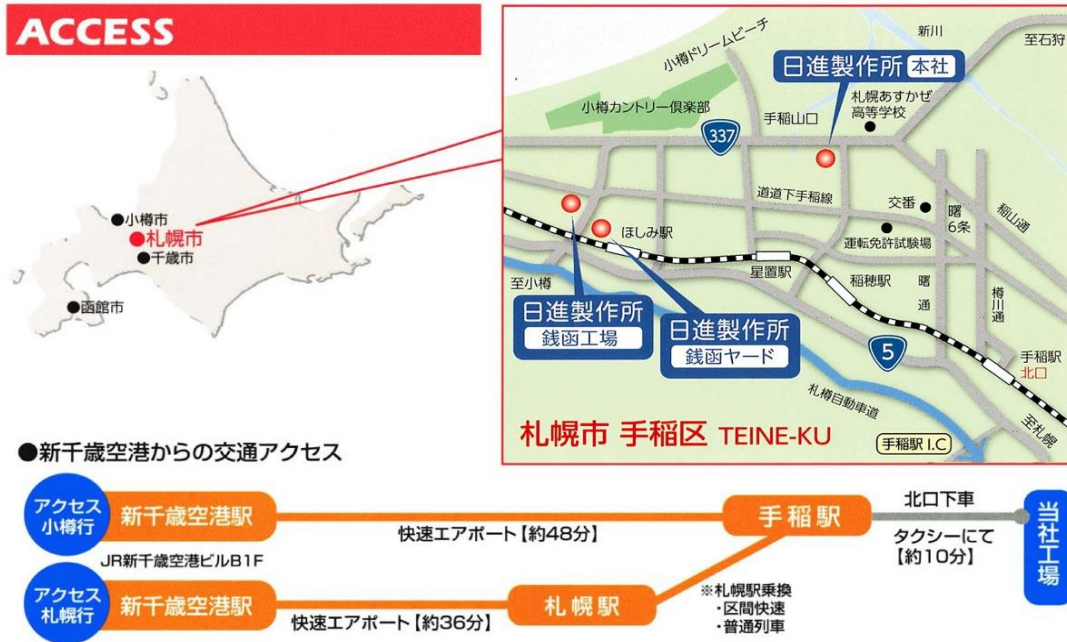 ACCESS
小樽市
札幌市
千歳市
函館市
小樽ドリームビーチ
新川
至石狩
日進製作所 本社
小樽カントリー倶楽部
手稲山口
札幌あすかぜ
高等学校
337
道道下手稲線
交番
曙
6条
稲山通
運転免許試験場
ほしみ駅
星置駅
稲穂駅
曙
通
樽川通
至小樽
日進製作所
銭函工場
日進製作所
銭函ヤード
5
手稲駅
北口
札樽自動車道
至札幌
札幌市 手稲区 TEINE-KU
手稲駅 I.C
●新千歳空港からの交通アクセス
アクセス
小樽行
新千歳空港駅
快速エアポート【約48分】
手稲駅
北口下車
タクシーにて
【約10分】
当社工場
JR新千歳空港ビルB1F
アクセス
札幌行
新千歳空港駅
快速エアポート【約36分】
札幌駅
※札幌駅乗換
・区間快速
・普通列車